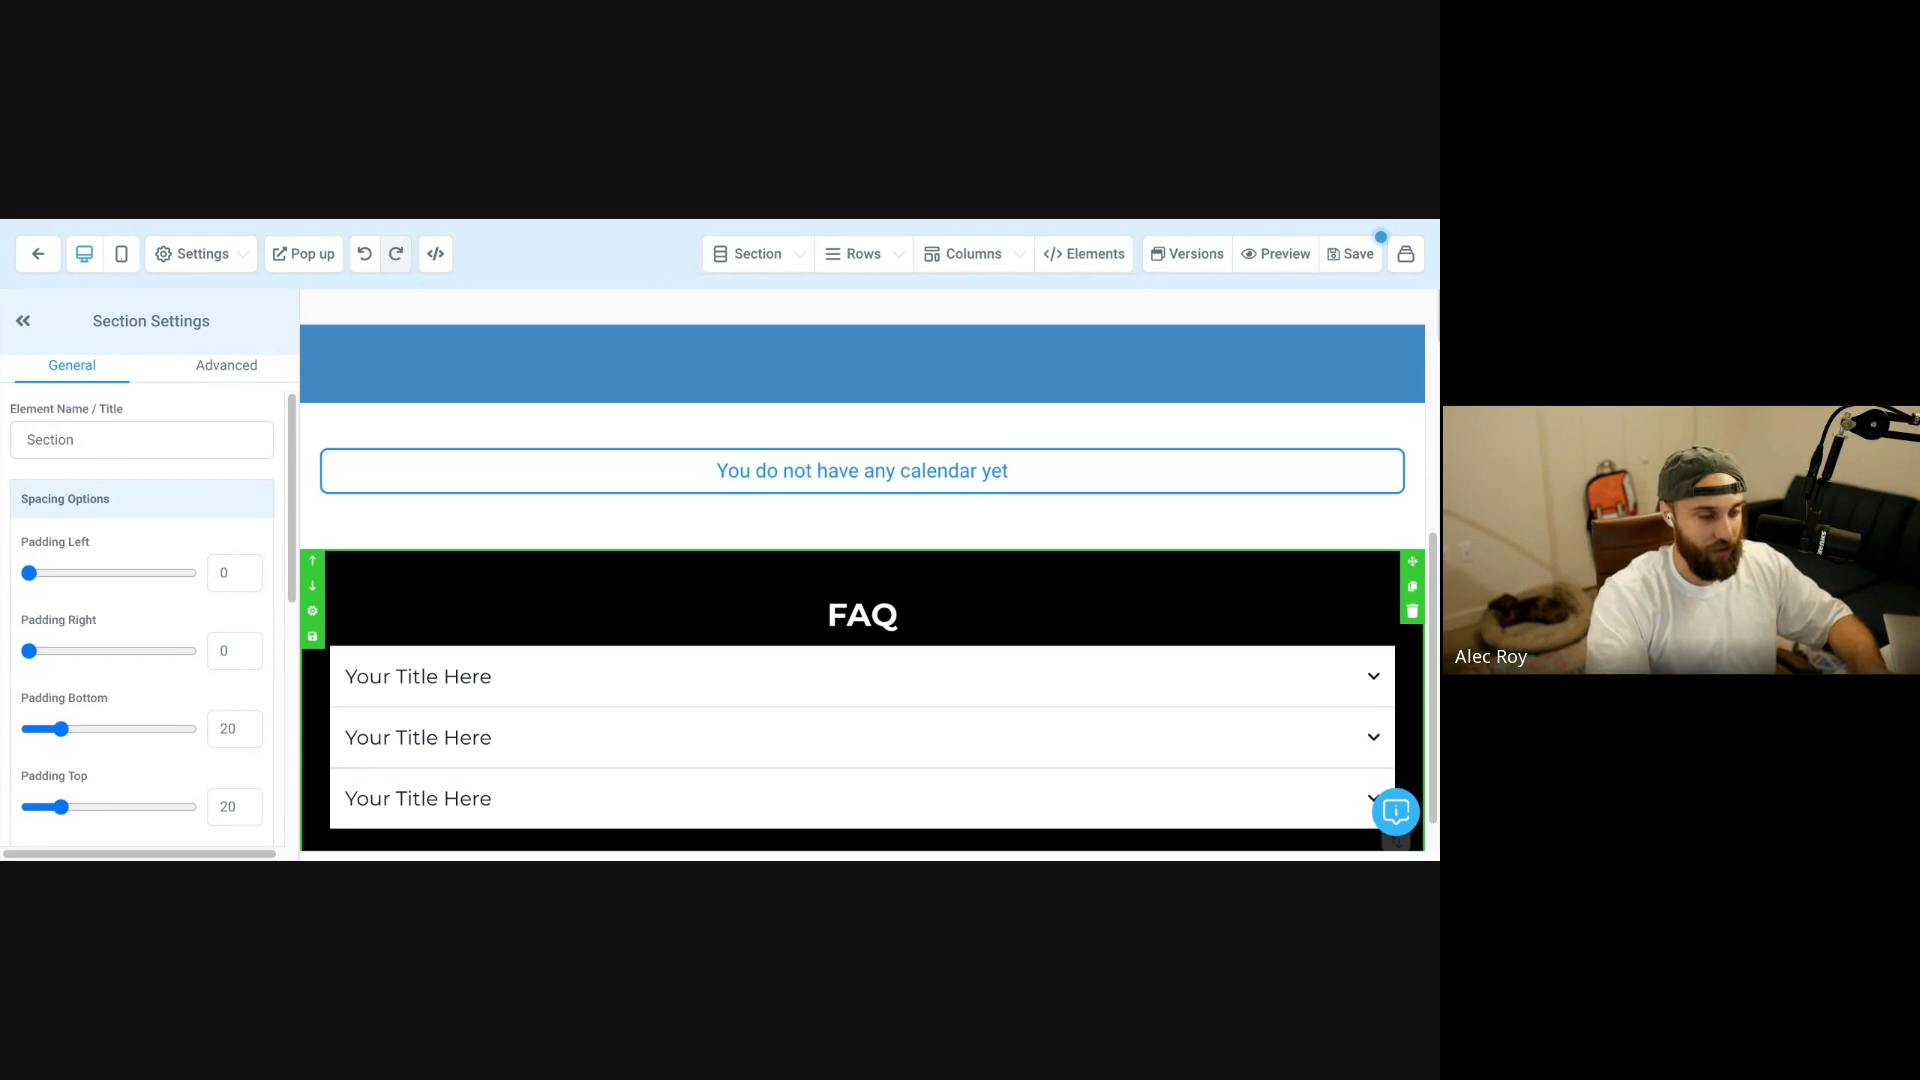 Settings
Pop up
Section
Rows
Columns
Elements
Versions
Preview
Save
Section Settings
General
Advanced
Element Name / Title
Section
Spacing Options
Padding Left
0
Padding Right
0
Padding Bottom
20
Padding Top
20
You do not have any calendar yet
FAQ
Your Title Here
Your Title Here
Your Title Here
Alec Roy